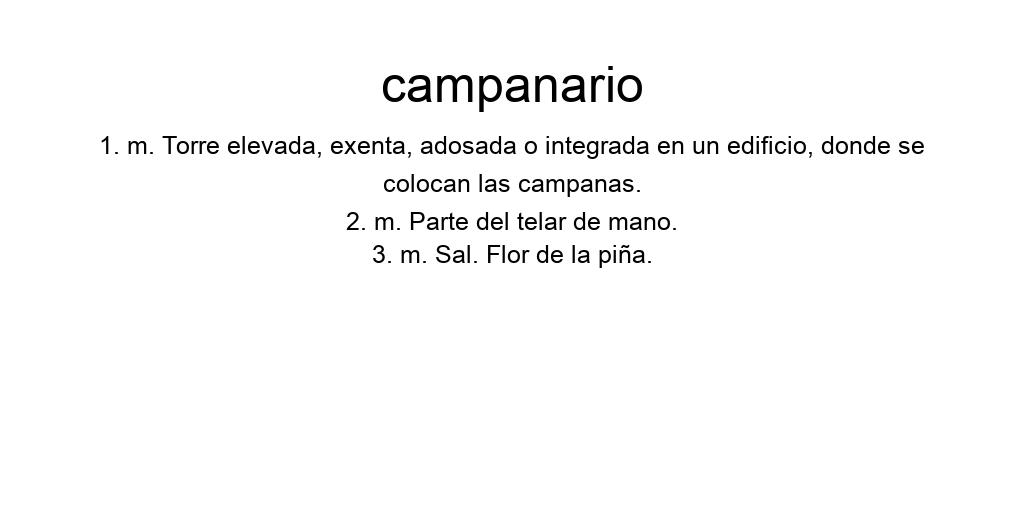 campanario
1. m. Torre elevada, exenta, adosada o integrada en un edificio, donde se
colocan las campanas.
2. m. Parte del telar de mano.
3. m. Sal. Flor de la piña.